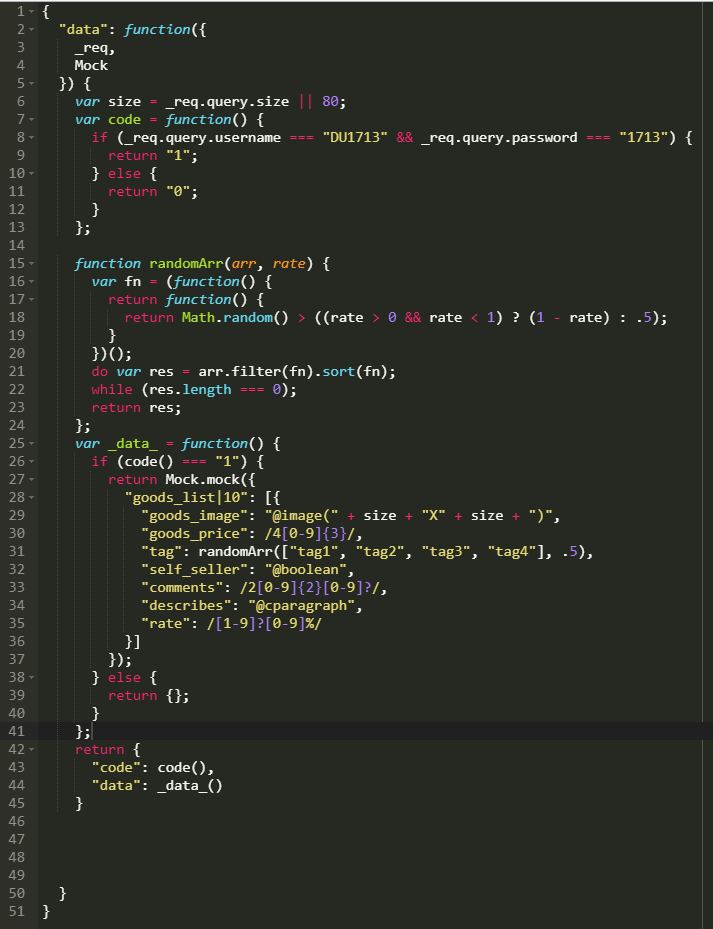 1 {
2   "data": function({
3     _req,
4     Mock
5   }) {
6     var size = _req.query.size || 80;
7     var code = function() {
8       if (_req.query.username === "DU1713" && _req.query.password === "1713") {
9         return "1";
10       } else {
11         return "0";
12       }
13     };
14
15     function randomArr(arr, rate) {
16       var fn = (function() {
17         return function() {
18           return Math.random() > ((rate > 0 && rate < 1) ? (1 - rate) : .5);
19         }
20       })();
21       do var res = arr.filter(fn).sort(fn);
22       while (res.length === 0);
23       return res;
24     };
25     var _data_ = function() {
26       if (code() === "1") {
27         return Mock.mock({
28           "goods_list|10": [{
29             "goods_image": "@image(" + size + "X" + size + ")",
30             "goods_price": /4[0-9]{3}/,
31             "tag": randomArr(["tag1", "tag2", "tag3", "tag4"], .5),
32             "self_seller": "@boolean",
33             "comments": /2[0-9]{2}[0-9]?/,
34             "describes": "@cparagraph",
35             "rate": /[1-9]?[0-9]%/
36           }]
37         });
38       } else {
39         return {};
40       }
41     };
42     return {
43       "code": code(),
44       "data": _data_()
45     }
46
47
48
49
50   }
51 }